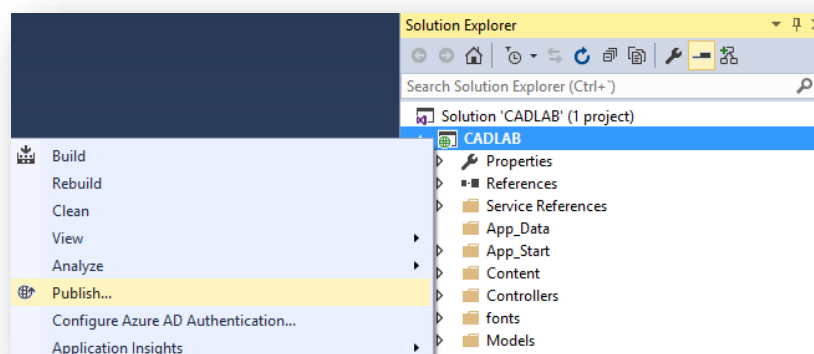 Solution Explorer
Search Solution Explorer (Ctrl+`)
Solution 'CADLAB' (1 project)
CADLAB
Properties
References
Service References
App_Data
App_Start
Content
Controllers
fonts
Models
Build
Rebuild
Clean
View
Analyze
Publish...
Configure Azure AD Authentication...
Application Insights